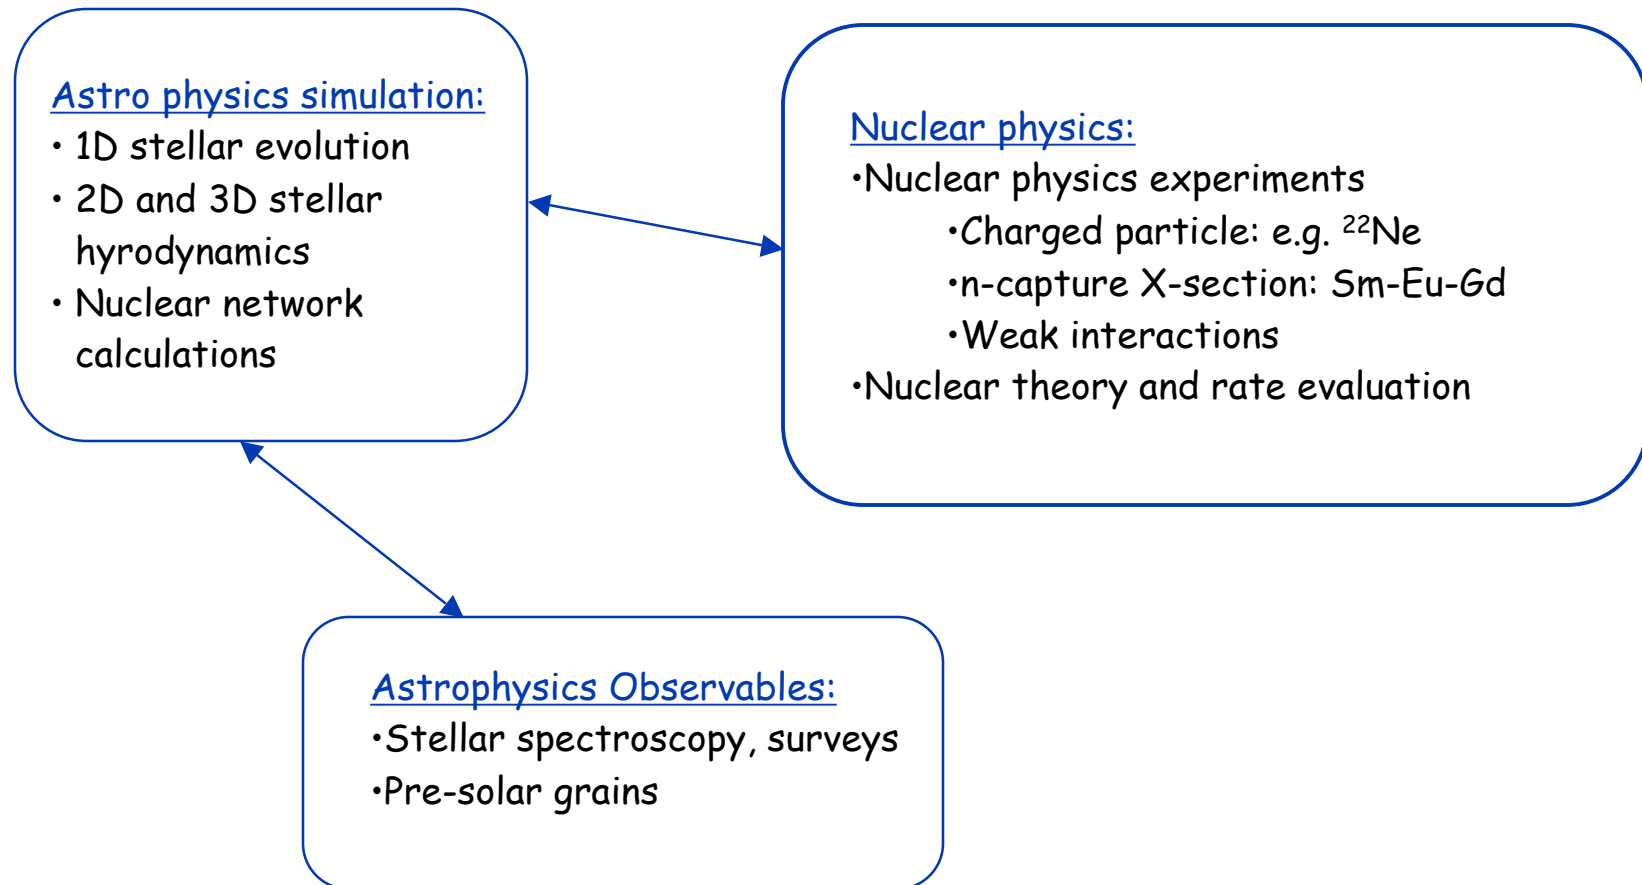 Astro physics simulation:
• 1D stellar evolution
• 2D and 3D stellar
hyrodynamics
• Nuclear network
calculations
Nuclear physics:
•Nuclear physics experiments
•Charged particle: e.g. ²²Ne
•n-capture X-section: Sm-Eu-Gd
•Weak interactions
•Nuclear theory and rate evaluation
Astrophysics Observables:
•Stellar spectroscopy, surveys
•Pre-solar grains